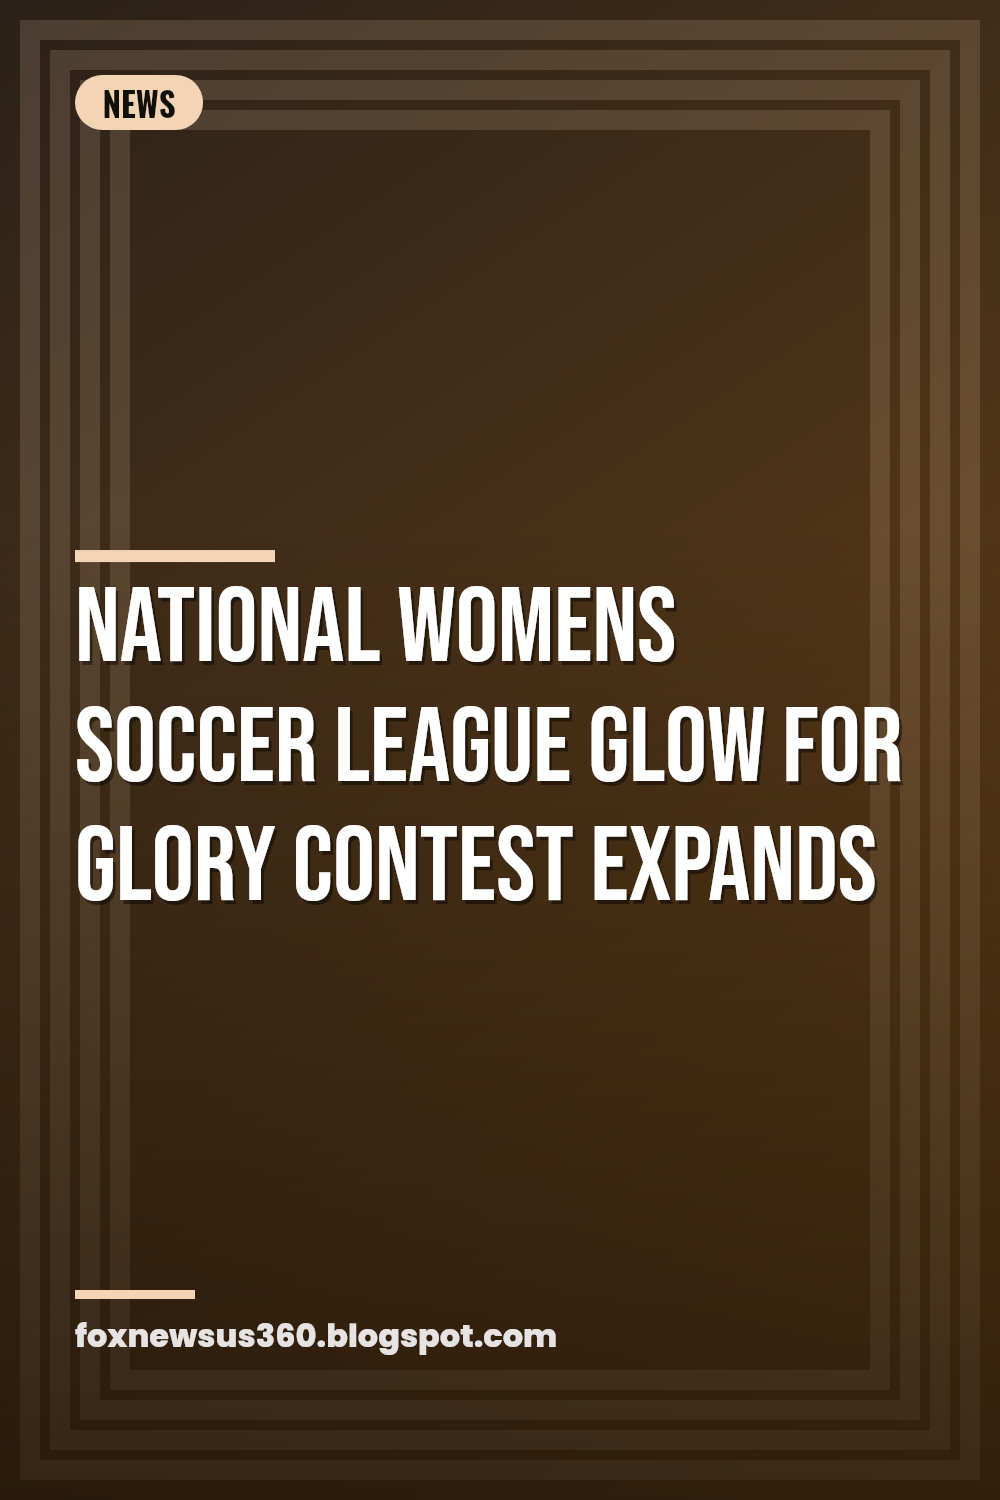 NEWS
NATIONAL WOMENS
SOCCER LEAGUE GLOW FOR
GLORY CONTEST EXPANDS
foxnewsus360.blogspot.com